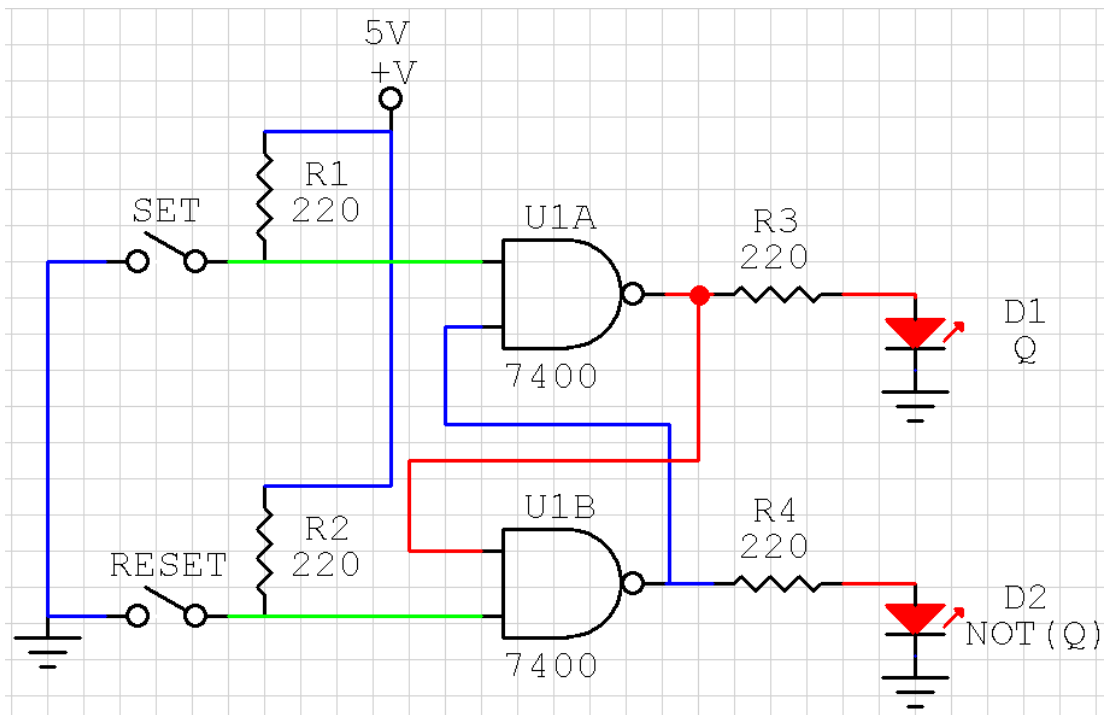 5V
+V
R1
220
SET
U1A
7400
R3
220
D1
Q
R2
220
RESET
U1B
7400
R4
220
D2
NOT(Q)